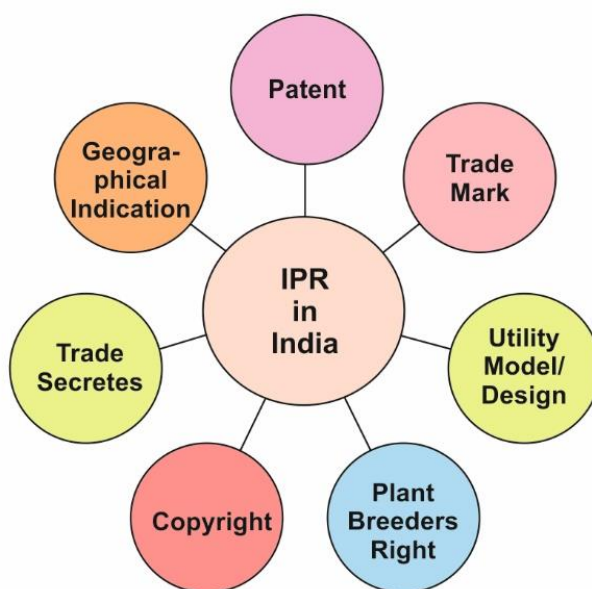 Patent
Trade
Mark
Utility
Model/
Design
Plant
Breeders
Right
Copyright
Trade
Secretes
Geogra-
phical
Indication
IPR
in
India